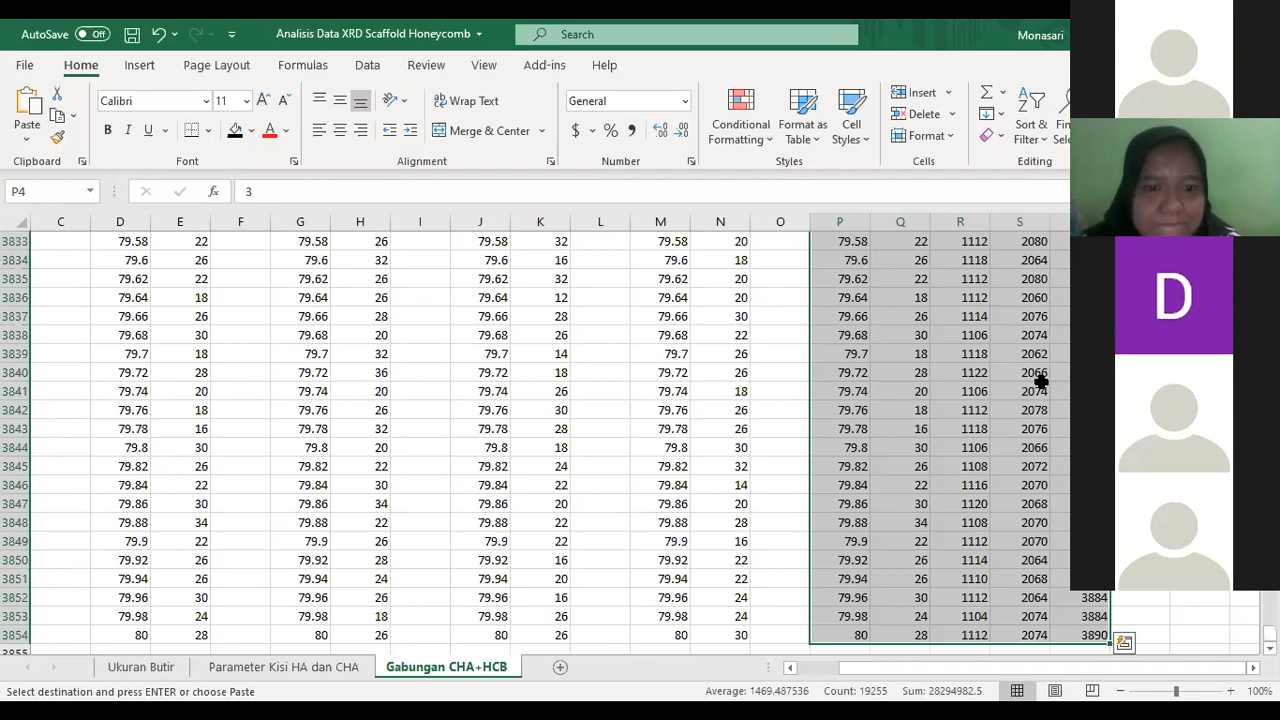 AutoSave Off Analisis Data XRD Scaffold Honeycomb Search Monasari
File Home Insert Page Layout Formulas Data Review View Add-ins Help
Paste Calibri 11 A A Wrap Text General Insert
B I U A Merge & Center $ % 9 Conditional Formatting Format as Table Cell Styles Delete Sort & Filter
Format
Clipboard Font Alignment Number Styles Cells Editing
P4 fx 3
C D E F G H I J K L M N O P Q R S
3833 79.58 22 79.58 26 79.58 32 79.58 20 79.58 22 1112 2080
3834 79.6 26 79.6 32 79.6 16 79.6 18 79.6 26 1118 2064
3835 79.62 22 79.62 26 79.62 32 79.62 20 79.62 22 1112 2080
3836 79.64 18 79.64 26 79.64 12 79.64 20 79.64 18 1112 2060
3837 79.66 26 79.66 28 79.66 28 79.66 30 79.66 26 1114 2076
3838 79.68 30 79.68 20 79.68 26 79.68 22 79.68 30 1106 2074
3839 79.7 18 79.7 32 79.7 14 79.7 26 79.7 18 1118 2062
3840 79.72 28 79.72 36 79.72 18 79.72 26 79.72 28 1122 2066
3841 79.74 20 79.74 20 79.74 26 79.74 18 79.74 20 1106 2074
3842 79.76 18 79.76 26 79.76 30 79.76 26 79.76 18 1112 2078
3843 79.78 16 79.78 32 79.78 28 79.78 26 79.78 16 1118 2076
3844 79.8 30 79.8 20 79.8 18 79.8 30 79.8 30 1106 2066
3845 79.82 26 79.82 22 79.82 24 79.82 32 79.82 26 1108 2072
3846 79.84 22 79.84 30 79.84 20 79.84 14 79.84 22 1116 2070
3847 79.86 30 79.86 34 79.86 20 79.86 20 79.86 30 1120 2068
3848 79.88 34 79.88 22 79.88 22 79.88 28 79.88 34 1108 2070
3849 79.9 22 79.9 26 79.9 22 79.9 16 79.9 22 1112 2070
3850 79.92 26 79.92 28 79.92 16 79.92 22 79.92 26 1114 2064
3851 79.94 26 79.94 24 79.94 20 79.94 22 79.94 26 1110 2068
3852 79.96 30 79.96 26 79.96 16 79.96 24 79.96 30 1112 2064 3884
3853 79.98 24 79.98 18 79.98 26 79.98 24 79.98 24 1104 2074 3884
3854 80 28 80 26 80 26 80 30 80 28 1112 2074 3890
Ukuran Butir Parameter Kisi HA dan CHA Gabungan CHA+HCB
Select destination and press ENTER or choose Paste Average: 1469.487536 Count: 19255 Sum: 28294982.5 100%
D